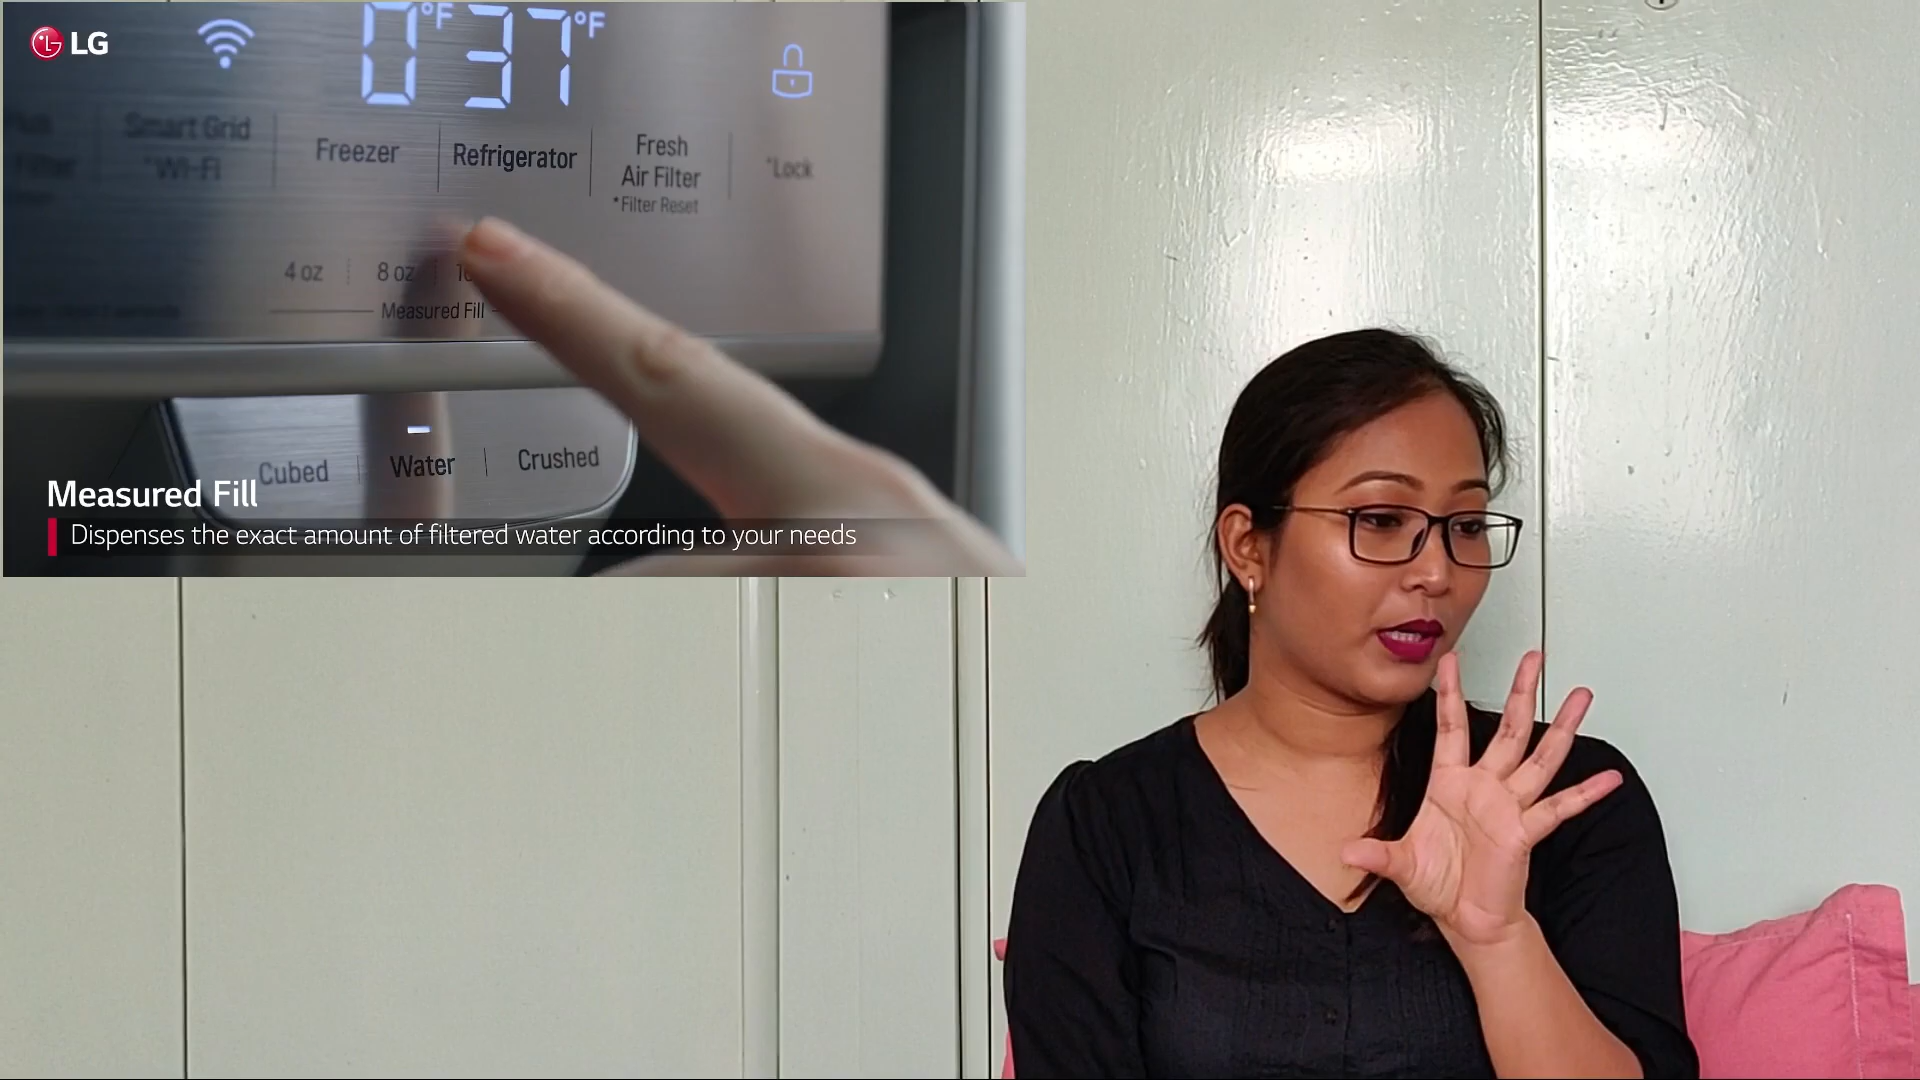 LG
0°F 37°F
Smart Grid
*Wi-Fi
Freezer
Refrigerator
Fresh
Air Filter
*Filter Reset
*Lock
4 oz
8 oz
Measured Fill
Cubed
Water
Crushed
Measured Fill
Dispenses the exact amount of filtered water according to your needs